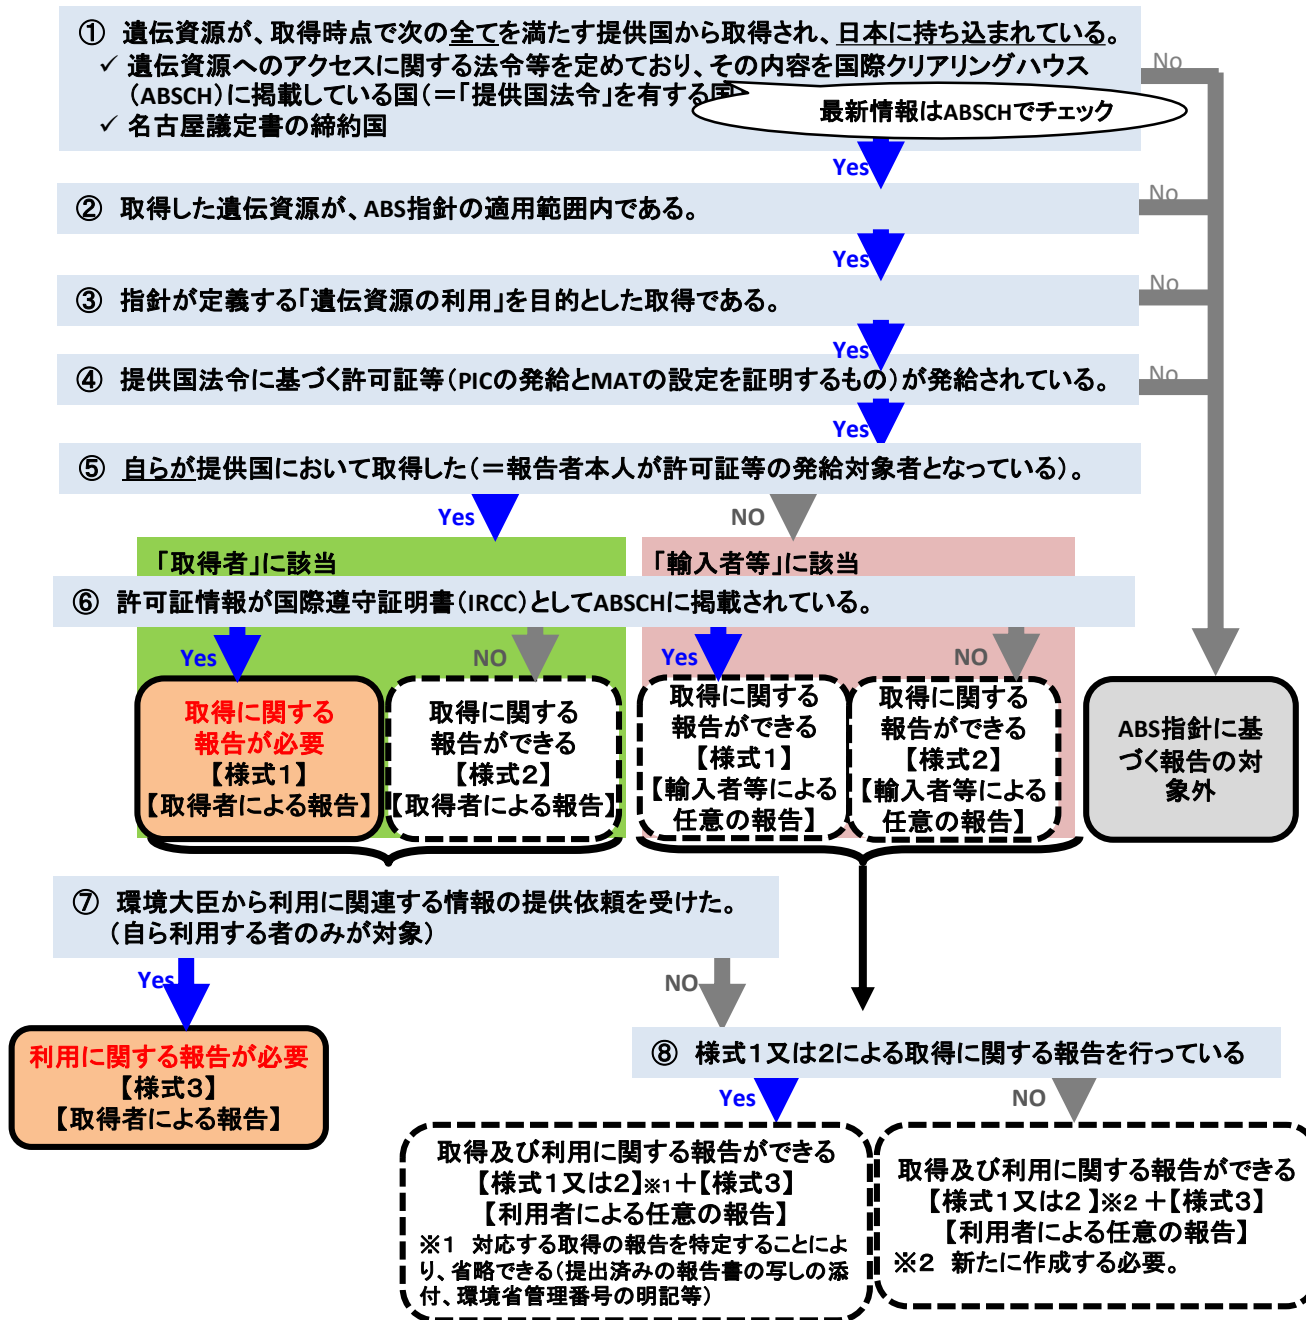 ① 遺伝資源が、取得時点で次の全てを満たす提供国から取得され、日本に持ち込まれている。
✓ 遺伝資源へのアクセスに関する法令等を定めており、その内容を国際クリアリングハウス
（ABSCH）に掲載している国（＝「提供国法令」を有する国
✓ 名古屋議定書の締約国
最新情報はABSCHでチェック
No
Yes
② 取得した遺伝資源が、ABS指針の適用範囲内である。
No
Yes
③ 指針が定義する「遺伝資源の利用」を目的とした取得である。
No
Yes
④ 提供国法令に基づく許可証等（PICの発給とMATの設定を証明するもの）が発給されている。
No
Yes
⑤ 自らが提供国において取得した（＝報告者本人が許可証等の発給対象者となっている）。
Yes
NO
「取得者」に該当
「輸入者等」に該当
⑥ 許可証情報が国際遵守証明書（IRCC）としてABSCHに掲載されている。
Yes
NO
Yes
NO
取得に関する
報告が必要
【様式1】
【取得者による報告】
取得に関する
報告ができる
【様式2】
【取得者による報告】
取得に関する
報告ができる
【様式1】
【輸入者等による
任意の報告】
取得に関する
報告ができる
【様式2】
【輸入者等による
任意の報告】
ABS指針に基
づく報告の対
象外
⑦ 環境大臣から利用に関連する情報の提供依頼を受けた。
（自ら利用する者のみが対象）
Yes
NO
利用に関する報告が必要
【様式3】
【取得者による報告】
⑧ 様式1又は2による取得に関する報告を行っている
Yes
NO
取得及び利用に関する報告ができる
【様式1又は2】※1＋【様式3】
【利用者による任意の報告】
※1 対応する取得の報告を特定することによ
り、省略できる（提出済みの報告書の写しの添
付、環境省管理番号の明記等）
取得及び利用に関する報告ができる
【様式1又は2 】※2 ＋【様式3】
【利用者による任意の報告】
※2 新たに作成する必要。